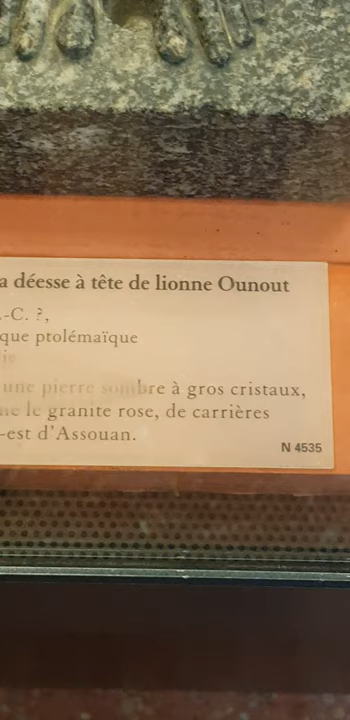 a déesse à tête de lionne Ounout
.-C. ?,
que ptolémaïque
ie
une pierre sombre à gros cristaux,
ne le granite rose, de carrières
-est d'Assouan.
N 4535